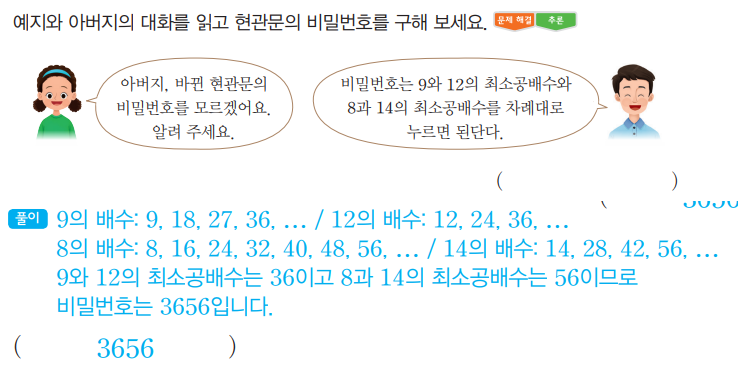 예지와 아버지의 대화를 읽고 현관문의 비밀번호를 구해 보세요. 문제 해결 추론
아버지, 바뀐 현관문의
비밀번호를 모르겠어요.
알려 주세요.
비밀번호는 9와 12의 최소공배수와
8과 14의 최소공배수를 차례대로
누르면 된단다.
( )
풀이 9의 배수: 9, 18, 27, 36, … / 12의 배수: 12, 24, 36, …
8의 배수: 8, 16, 24, 32, 40, 48, 56, … / 14의 배수: 14, 28, 42, 56, …
9와 12의 최소공배수는 36이고 8과 14의 최소공배수는 56이므로
비밀번호는 3656입니다.
( 3656 )